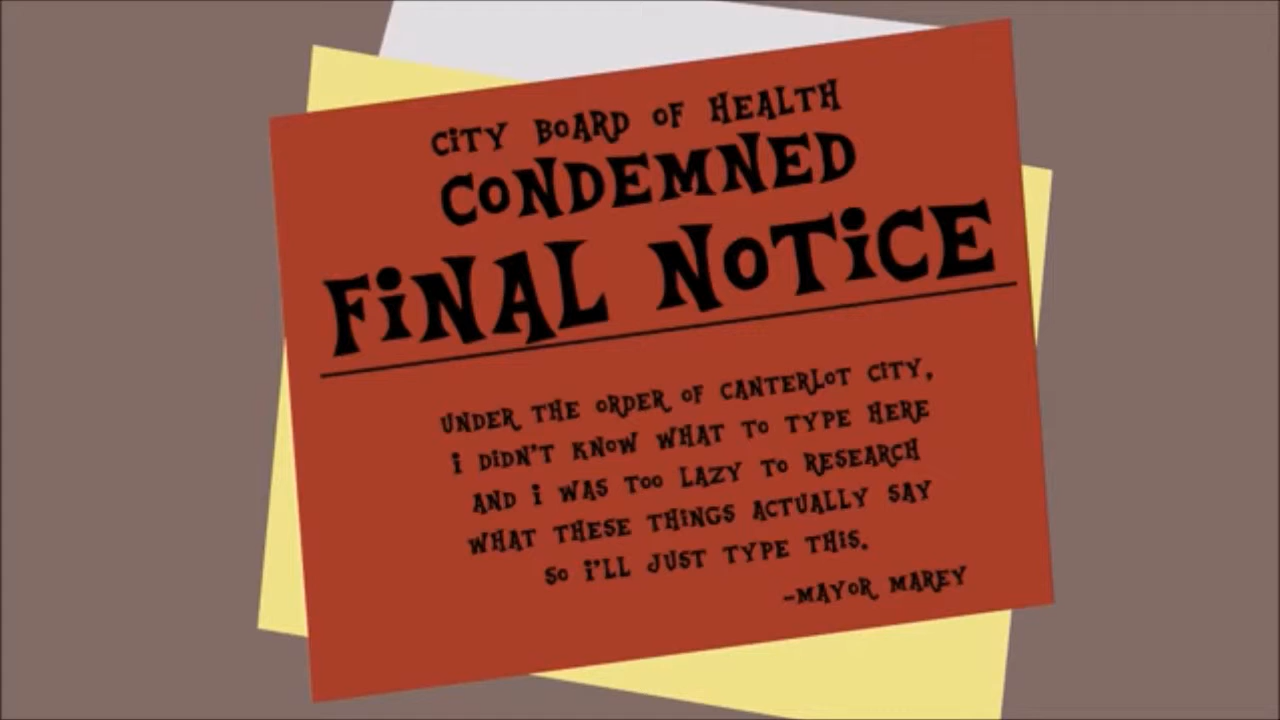 CiTY BOARD OF HEALTH
CONDEMNED
FiNAL NOTiCE
UNDER THE ORDER OF CANTERLOT CiTY,
i DIDN'T KNOW WHAT TO TYPE HERE
AND i WAS TOO LAZY TO RESEARCH
WHAT THESE THiNGS ACTUALLY SAY
SO i'LL JUST TYPE THiS.
-MAYOR MAREY